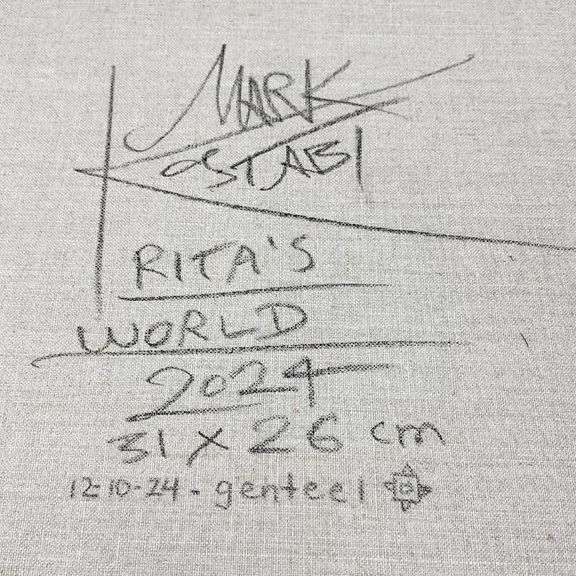 MARK
KOSTABI
RITA'S
WORLD
2024
31 x 26 cm
12-10-24 - genteel